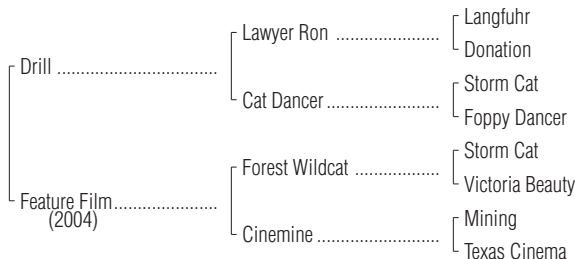 Langfuhr
Lawyer Ron ..................
Donation
Drill ............................
Storm Cat
Cat Dancer ....................
Foppy Dancer
Storm Cat
Forest Wildcat ...............
Victoria Beauty
Feature Film..................
(2004)
Mining
Cinemine ......................
Texas Cinema